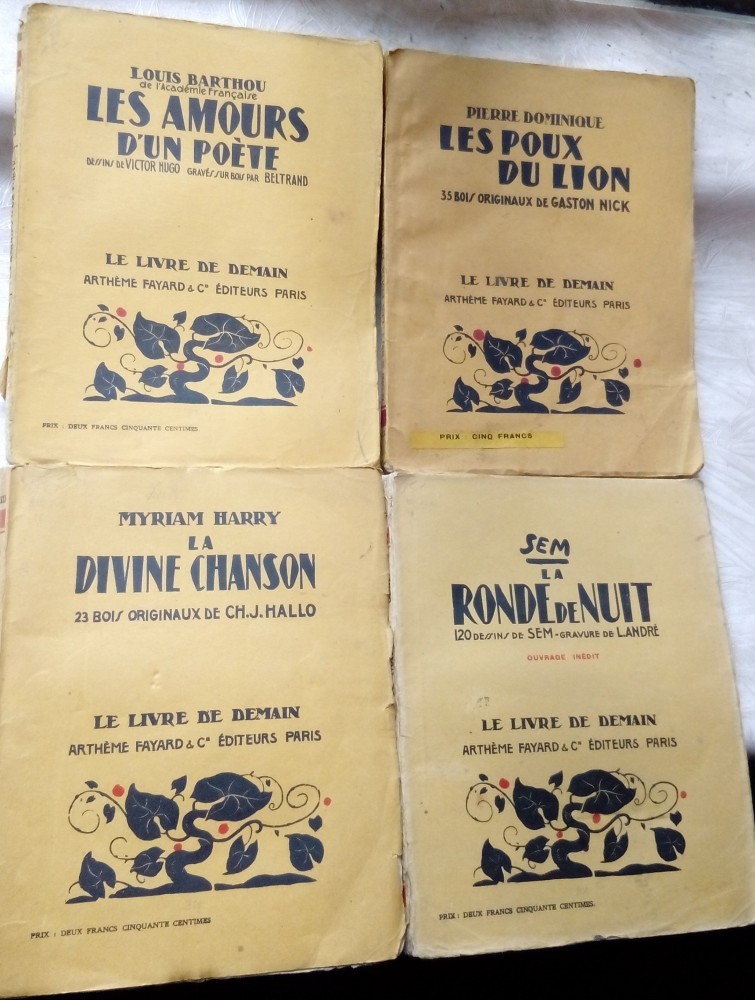 LOUIS BARTHOU
de l'Académie Française
LES AMOURS
D'UN POÈTE
DESSINS DE VICTOR HUGO GRAVÉS SUR BOIS PAR BELTRAND
LE LIVRE DE DEMAIN
ARTHÈME FAYARD & Cie ÉDITEURS PARIS
PRIX : DEUX FRANCS CINQUANTE CENTIMES.
PIERRE DOMINIQUE
LES POUX
DU LION
35 BOIS ORIGINAUX DE GASTON NICK
LE LIVRE DE DEMAIN
ARTHÈME FAYARD & Cie ÉDITEURS PARIS
PRIX CINQ FRANCS
MYRIAM HARRY
LA
DIVINE CHANSON
23 BOIS ORIGINAUX DE CH.J.HALLO
LE LIVRE DE DEMAIN
ARTHÈME FAYARD & Cie ÉDITEURS PARIS
PRIX : DEUX FRANCS CINQUANTE CENTIMES
SEM
LA
RONDE DE NUIT
120 DESSINS DE SEM - GRAVURE DE L.ANDRÉ
OUVRAGE INÉDIT
LE LIVRE DE DEMAIN
ARTHÈME FAYARD & Cie ÉDITEURS PARIS
PRIX : DEUX FRANCS CINQUANTE CENTIMES.